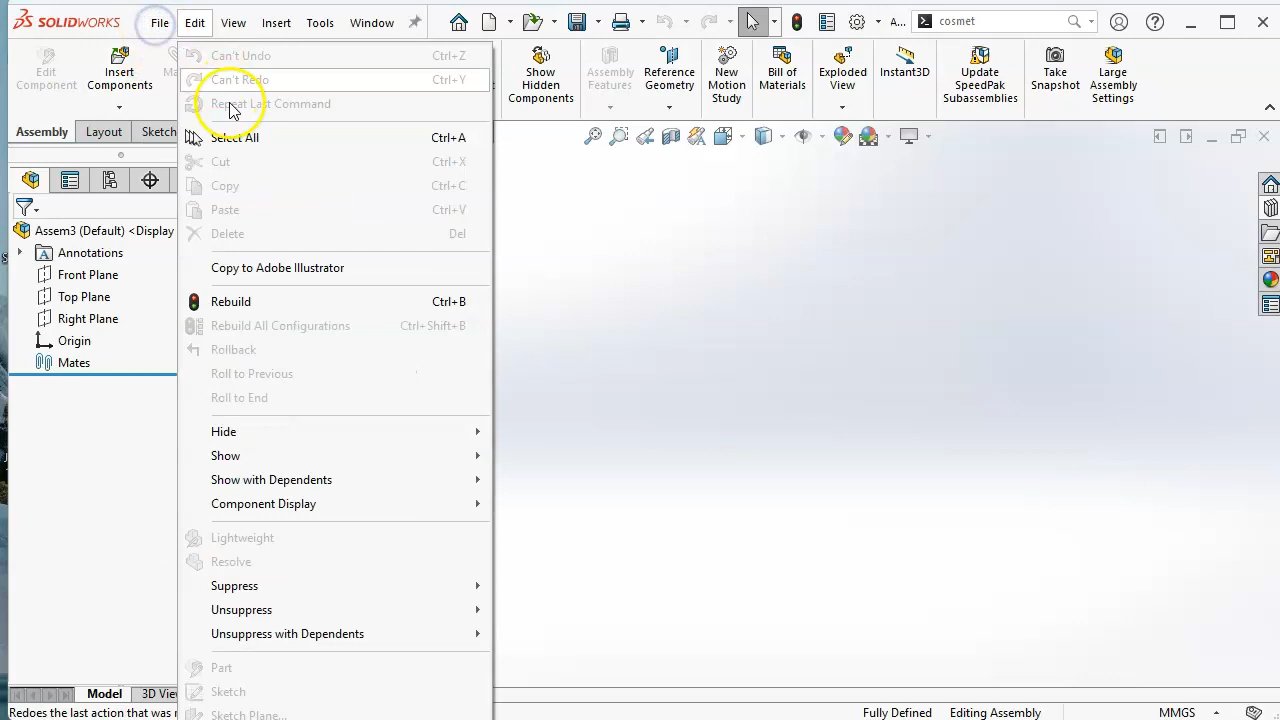 SOLIDWORKS File Edit View Insert Tools Window A... cosmet
Edit
Component
Insert
Components
Show
Hidden
Components
Assembly
Features
Reference
Geometry
New
Motion
Study
Bill of
Materials
Exploded
View
Instant3D
Update
SpeedPak
Subassemblies
Take
Snapshot
Large
Assembly
Settings
Assembly Layout Sketch
Can't Undo Ctrl+Z
Can't Redo Ctrl+Y
Repeat Last Command
Select All Ctrl+A
Cut Ctrl+X
Copy Ctrl+C
Paste Ctrl+V
Delete Del
Copy to Adobe Illustrator
Rebuild Ctrl+B
Rebuild All Configurations Ctrl+Shift+B
Rollback
Roll to Previous
Roll to End
Hide
Show
Show with Dependents
Component Display
Lightweight
Resolve
Suppress
Unsuppress
Unsuppress with Dependents
Part
Sketch
Sketch Plane...
Assem3 (Default) <Display
Annotations
Front Plane
Top Plane
Right Plane
Origin
Mates
Model 3D Vie
Redoes the last action that was Fully Defined Editing Assembly MMGS